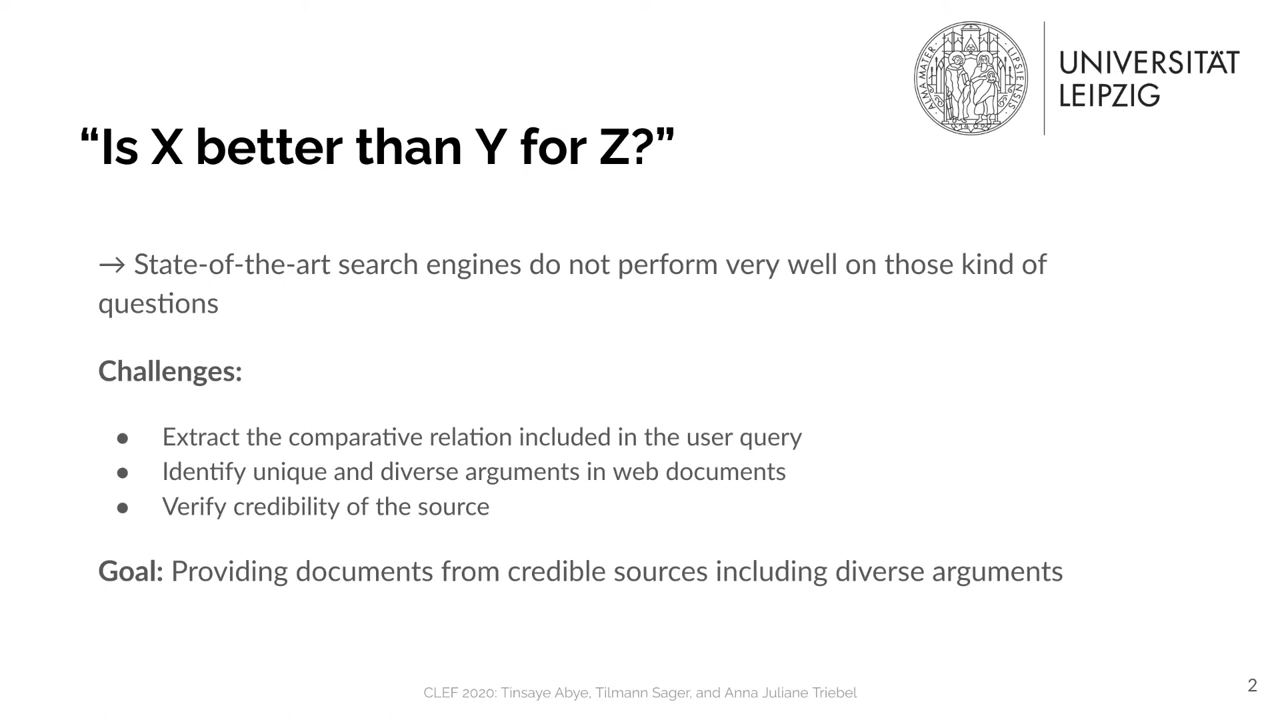 UNIVERSITÄT
LEIPZIG
ALMA MATER
LIPSIENSIS
“Is X better than Y for Z?”
→ State-of-the-art search engines do not perform very well on those kind of
questions
Challenges:
● Extract the comparative relation included in the user query
● Identify unique and diverse arguments in web documents
● Verify credibility of the source
Goal: Providing documents from credible sources including diverse arguments
CLEF 2020: Tinsaye Abye, Tilmann Sager, and Anna Juliane Triebel
2